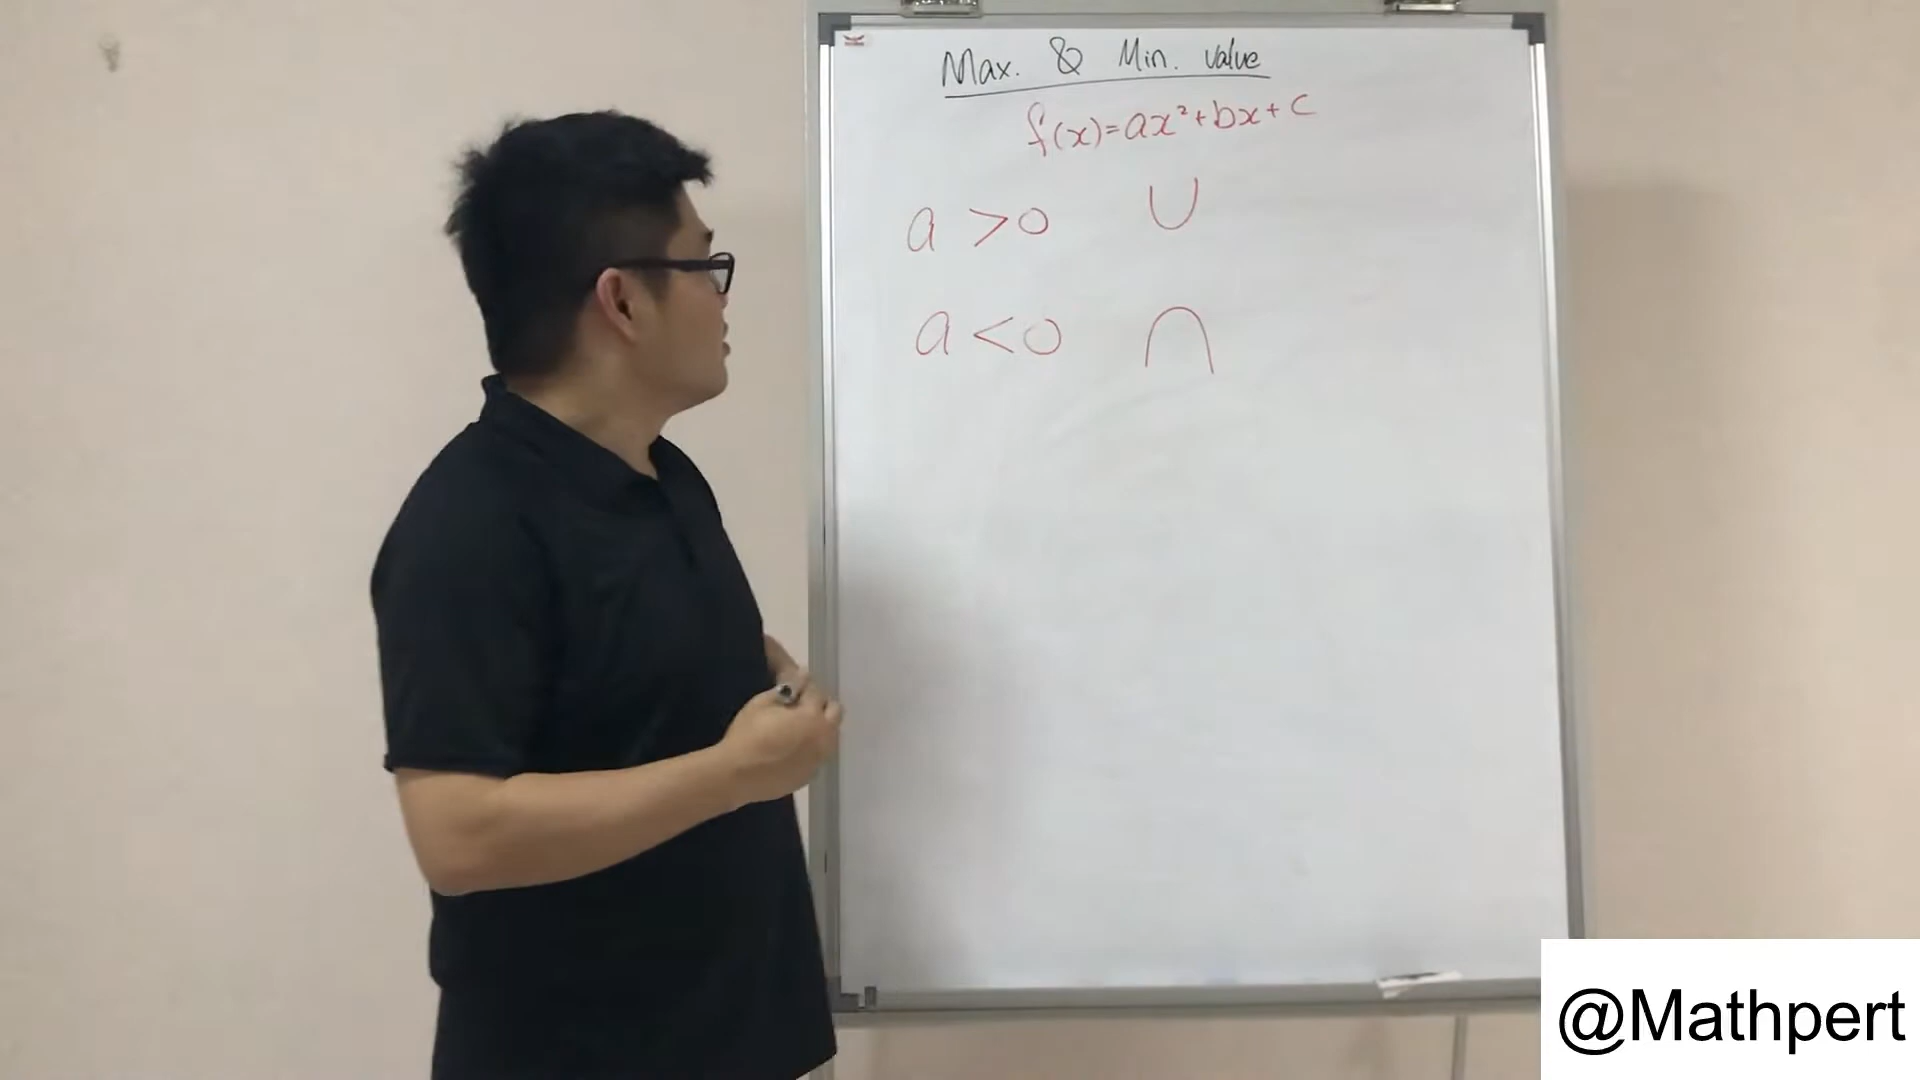 Max. & Min. value
f(x)=ax²+bx+c
a >0 ∪
a <0 ∩
@Mathpert